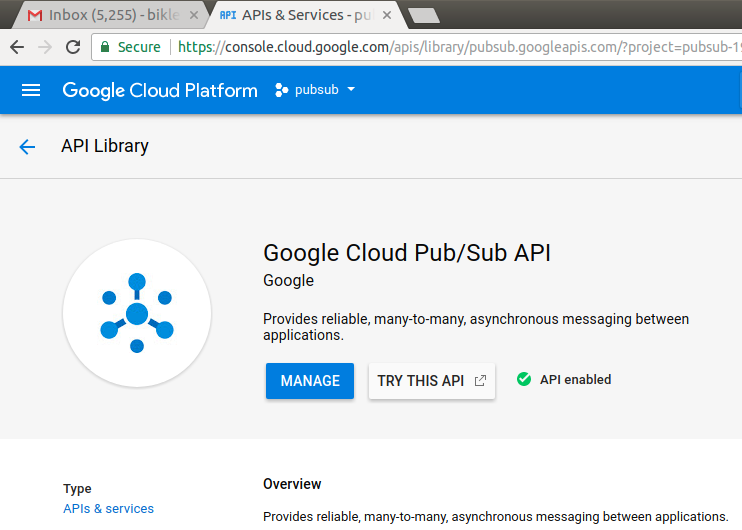 Inbox (5,255) - bikle
API APIs & Services - pu
Secure https://console.cloud.google.com/apis/library/pubsub.googleapis.com/?project=pubsub-19
Google Cloud Platform pubsub
API Library
Google Cloud Pub/Sub API
Google
Provides reliable, many-to-many, asynchronous messaging between
applications.
MANAGE TRY THIS API API enabled
Type
APIs & services
Overview
Provides reliable, many-to-many, asynchronous messaging between applications.